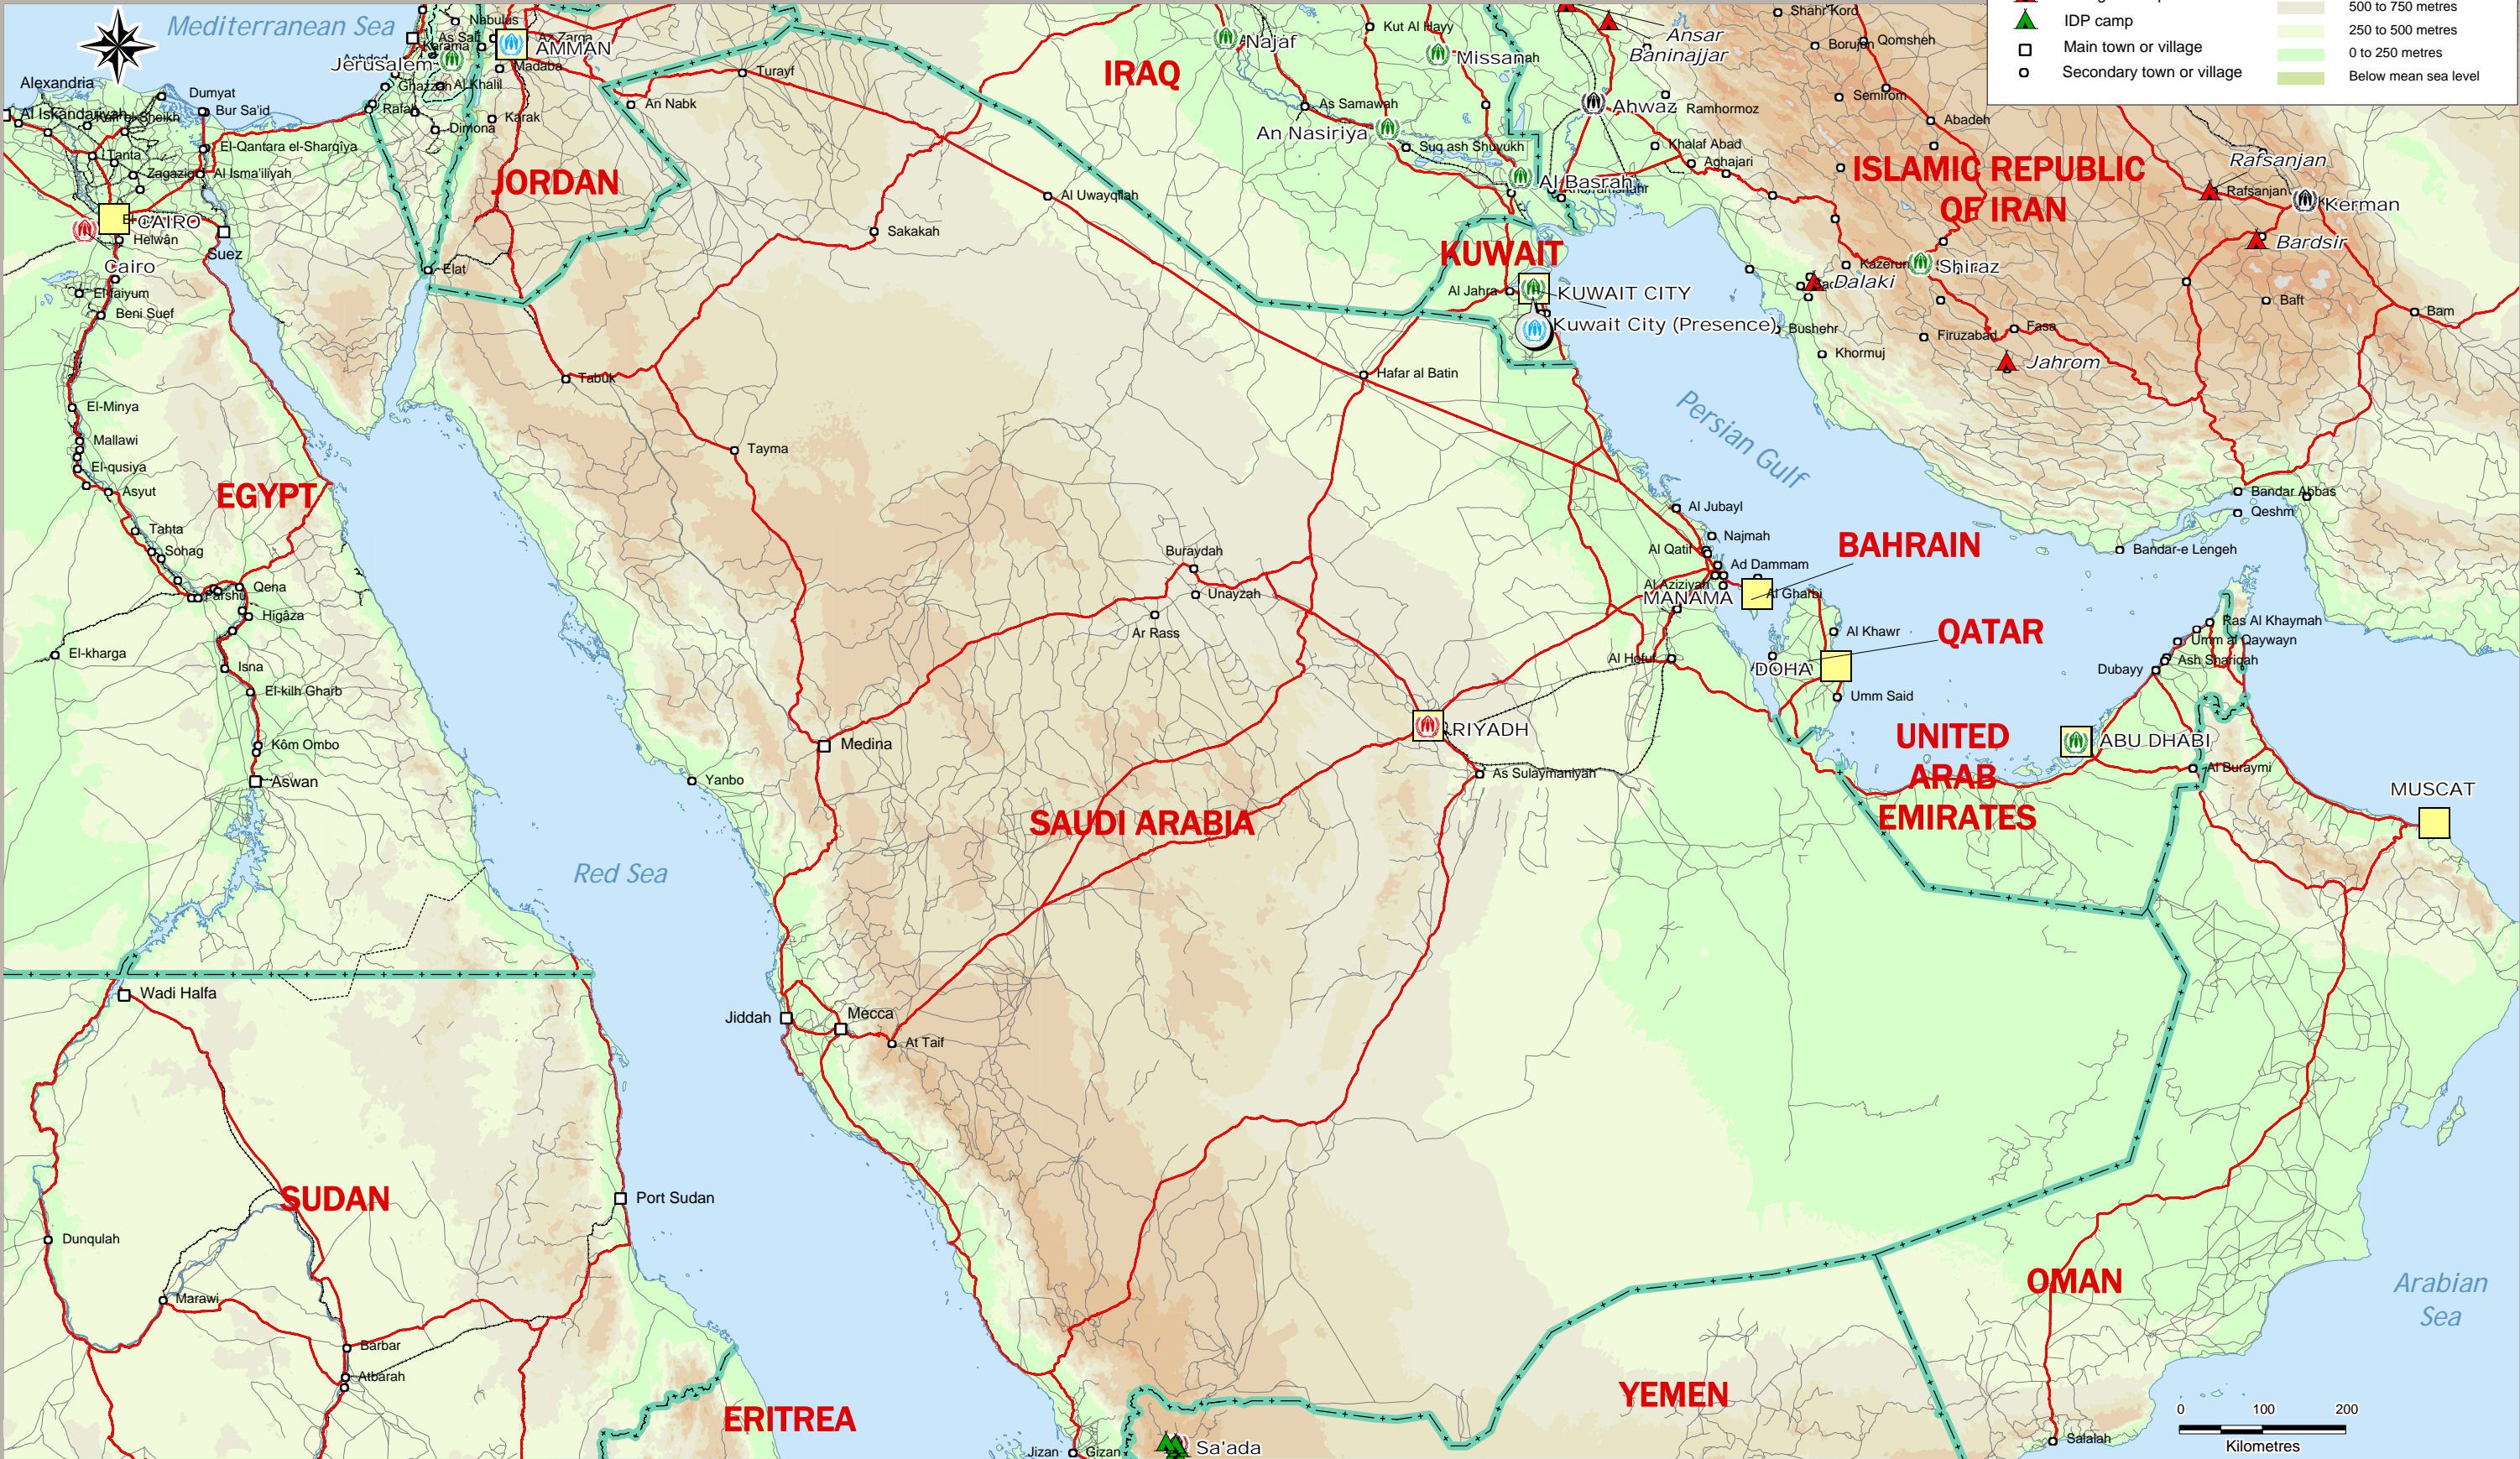 Mediterranean Sea
Nabulus
As Salt
Az Zarqa
AMMAN
Karama
Jerusalem
Madaba
Ghazzah
Al Khalil
Rafah
Karak
Dimona
Alexandria
Dumyat
Al Iskandariyah
Kafr el-Sheikh
Bur Sa'id
Tanta
El-Qantara el-Sharqîya
Zagazig
Al Isma'iliyah
CAIRO
Helwân
Suez
Cairo
El-faiyum
Beni Suef
Elat
JORDAN
Turayf
An Nabk
Sakakah
Al Uwayqilah
IRAQ
Najaf
Kut Al Hayy
Missan
As Samawah
An Nasiriya
Suq ash Shuyukh
Al Basrah
Ansar
Baninajjar
Ahwaz
Ramhormoz
Khalaf Abad
Aghajari
Shahr Kord
Borujen
Qomsheh
Semirom
Abadeh
500 to 750 metres
250 to 500 metres
0 to 250 metres
Below mean sea level
IDP camp
Main town or village
Secondary town or village
ISLAMIC REPUBLIC
OF IRAN
Rafsanjan
Rafsanjan
Kerman
Bardsir
Kazerun
Shiraz
Dalaki
Baft
Bam
Bushehr
Firuzabad
Fasa
Khormuj
Jahrom
KUWAIT
Al Jahra
KUWAIT CITY
Kuwait City (Presence)
Hafar al Batin
Persian Gulf
Tabuk
Tayma
El-Minya
Mallawi
El-qusiya
Asyut
EGYPT
Tahta
Sohag
Qena
Farshu
Higâza
El-kharga
Isna
El-kilh Gharb
Kôm Ombo
Aswan
Buraydah
Unayzah
Ar Rass
Al Jubayl
Najmah
Al Qatif
Ad Dammam
Al Aziziyah
MANAMA
Al Gharbi
BAHRAIN
Al Khawr
QATAR
Al Hofuf
DOHA
Umm Said
Bandar Abbas
Qeshm
Bandar-e Lengeh
Ras Al Khaymah
Umm al Qaywayn
Ash Shariqah
Dubayy
UNITED
ARAB
EMIRATES
ABU DHABI
Al Buraymi
MUSCAT
Medina
Yanbo
RIYADH
As Sulaymaniyah
SAUDI ARABIA
Red Sea
Wadi Halfa
Jiddah
Mecca
At Taif
SUDAN
Port Sudan
Dunqulah
Marawi
Barbar
Atbarah
ERITREA
Jizan
Gizan
Sa'ada
YEMEN
OMAN
Salalah
Arabian
Sea
0 100 200
Kilometres